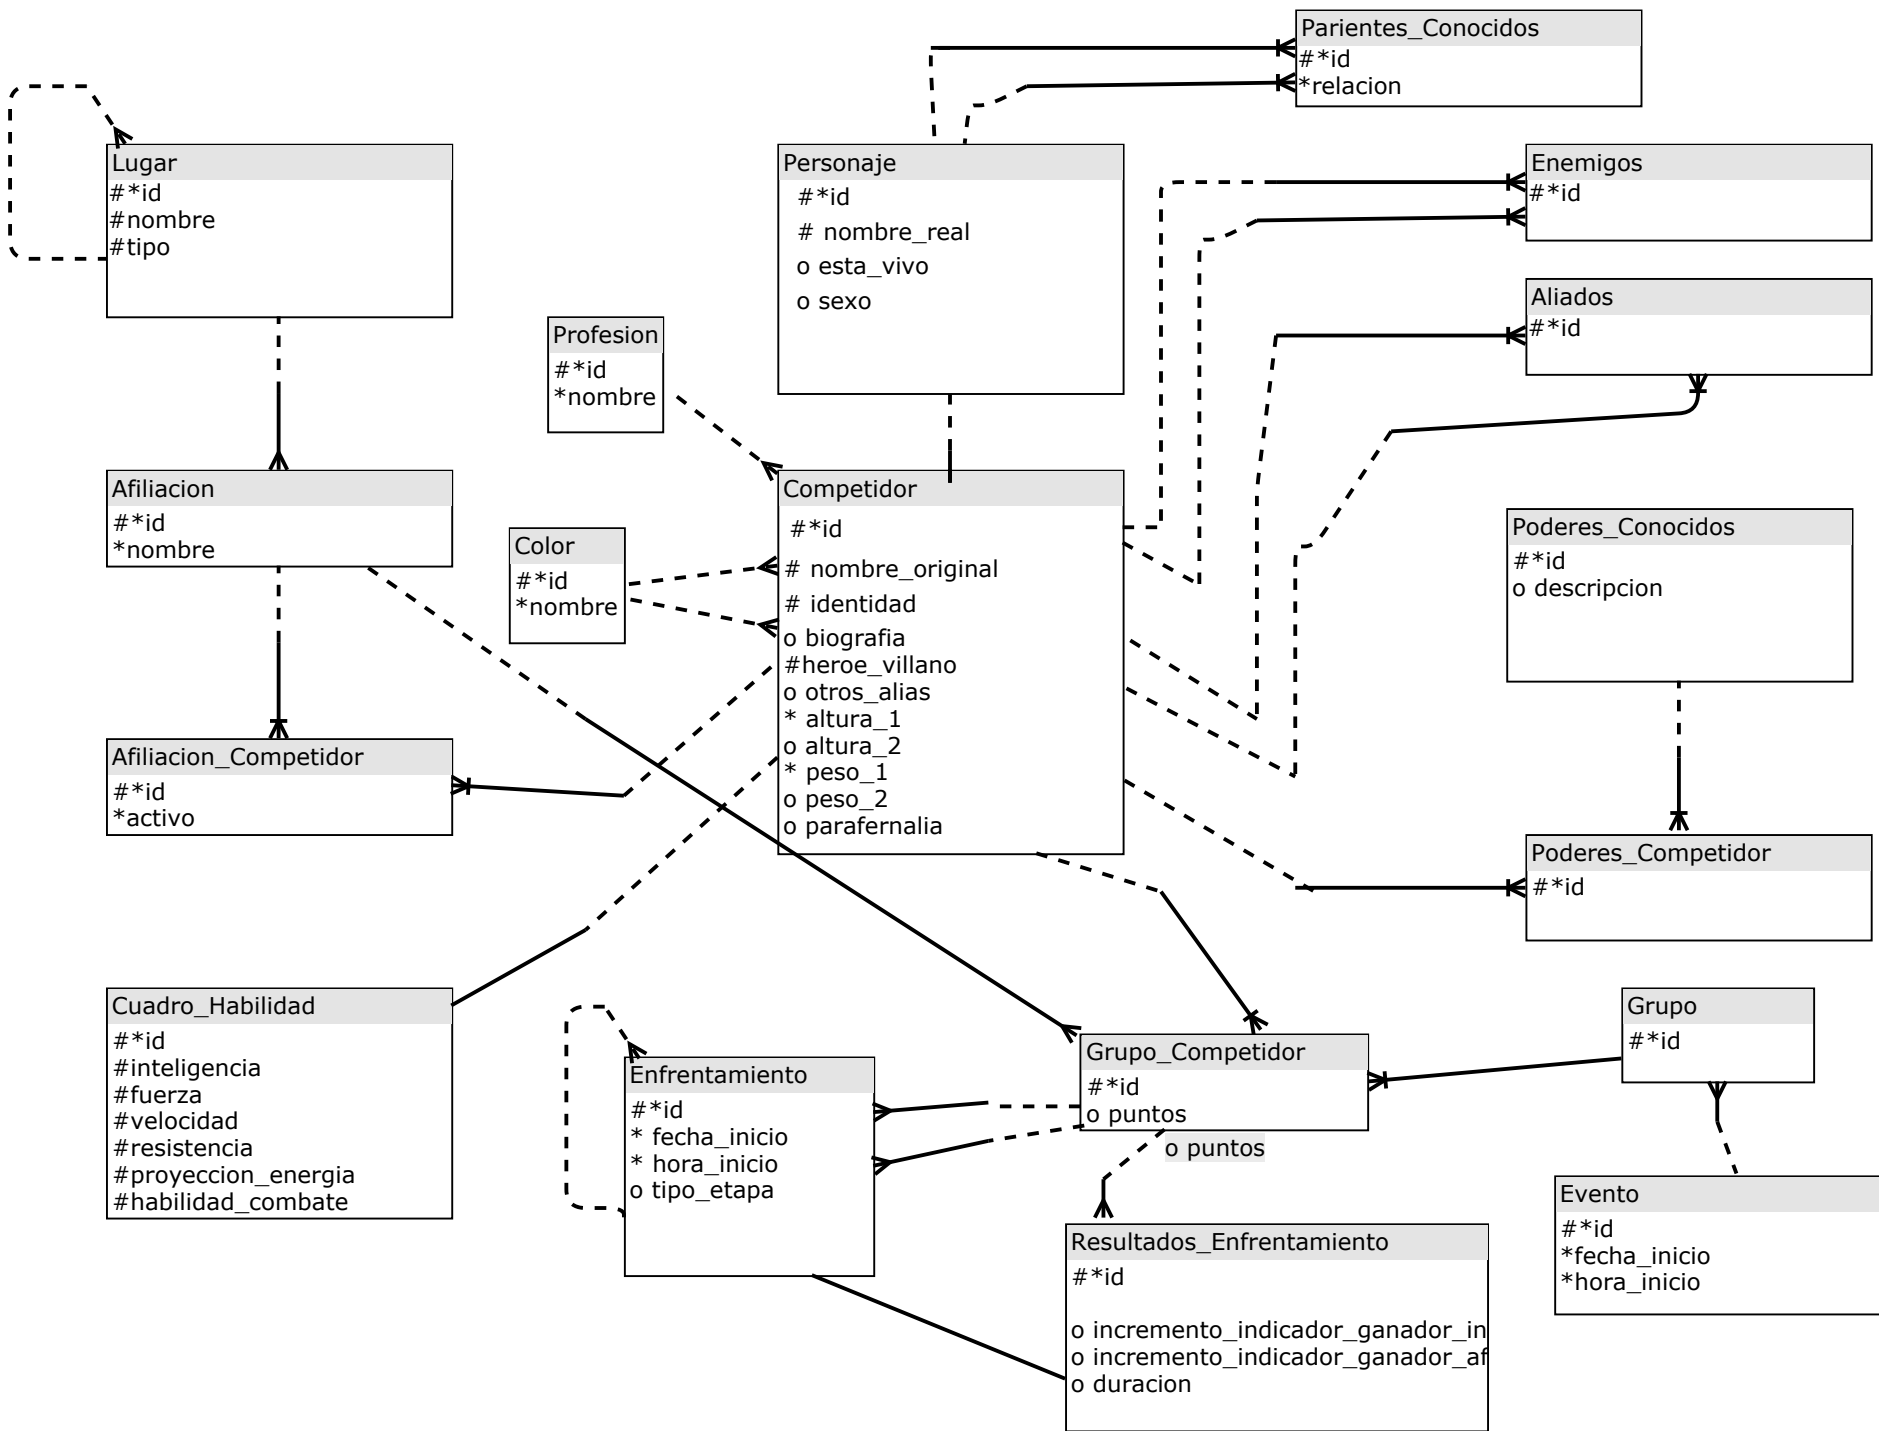 Parientes_Conocidos
#*id
*relacion
Lugar
#*id
#nombre
#tipo
Personaje
#*id
# nombre_real
o esta_vivo
o sexo
Enemigos
#*id
Aliados
#*id
Profesion
#*id
*nombre
Afiliacion
#*id
*nombre
Competidor
#*id
# nombre_original
# identidad
o biografia
#heroe_villano
o otros_alias
* altura_1
o altura_2
* peso_1
o peso_2
o parafernalia
Color
#*id
*nombre
Poderes_Conocidos
#*id
o descripcion
Afiliacion_Competidor
#*id
*activo
Poderes_Competidor
#*id
Cuadro_Habilidad
#*id
#inteligencia
#fuerza
#velocidad
#resistencia
#proyeccion_energia
#habilidad_combate
Enfrentamiento
#*id
* fecha_inicio
* hora_inicio
o tipo_etapa
Grupo_Competidor
#*id
o puntos
o puntos
Grupo
#*id
Evento
#*id
*fecha_inicio
*hora_inicio
Resultados_Enfrentamiento
#*id
o incremento_indicador_ganador_in
o incremento_indicador_ganador_af
o duracion